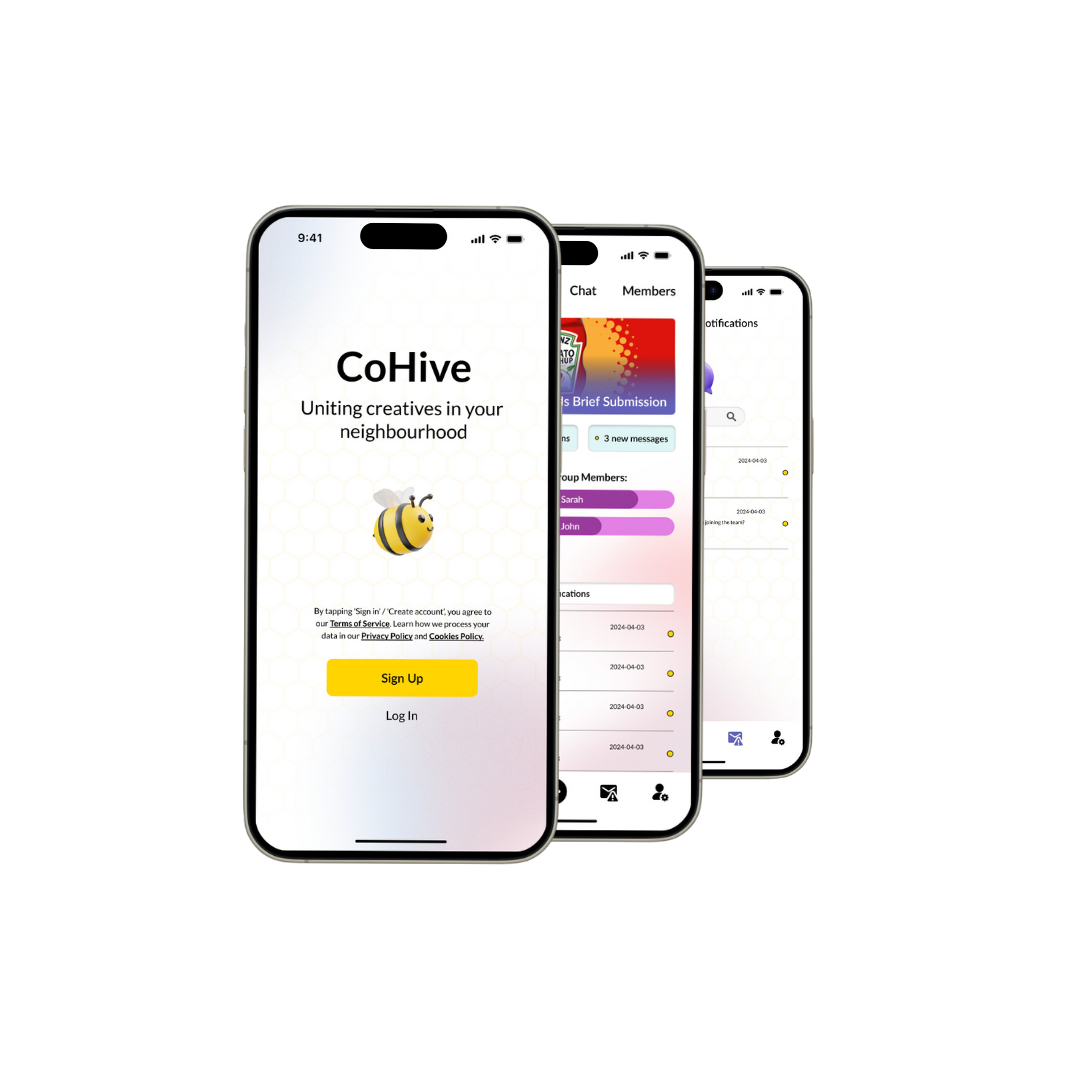 9:41
CoHive
Uniting creatives in your
neighbourhood
By tapping 'Sign in' / 'Create account', you agree to
our Terms of Service. Learn how we process your
data in our Privacy Policy and Cookies Policy.
Sign Up
Log In
Chat Members
NZ
ATO
HUP
ds Brief Submission
ns
3 new messages
roup Members:
Sarah
John
ications
2024-04-03
2024-04-03
2024-04-03
2024-04-03
otifications
2024-04-03
2024-04-03
joining the team?